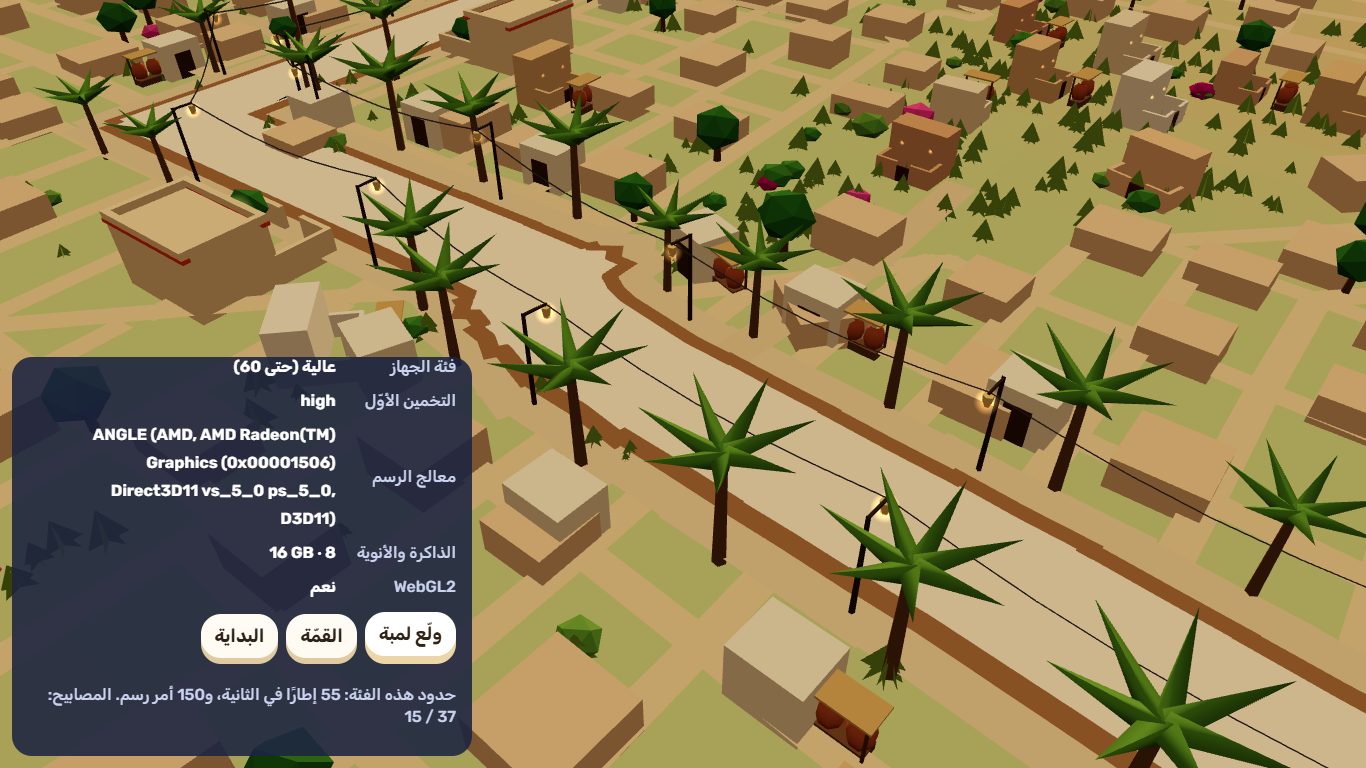 فئة الجهاز عالية (حتى 60)
التخمين الأوّل high
معالج الرسم ANGLE (AMD, AMD Radeon(TM)
Graphics (0x00001506)
Direct3D11 vs_5_0 ps_5_0,
D3D11)
الذاكرة والأنوية 16 GB · 8
WebGL2 نعم
ولّع لمبة القمّة البداية
حدود هذه الفئة: 55 إطارًا في الثانية، و150 أمر رسم. المصابيح:
15 / 37